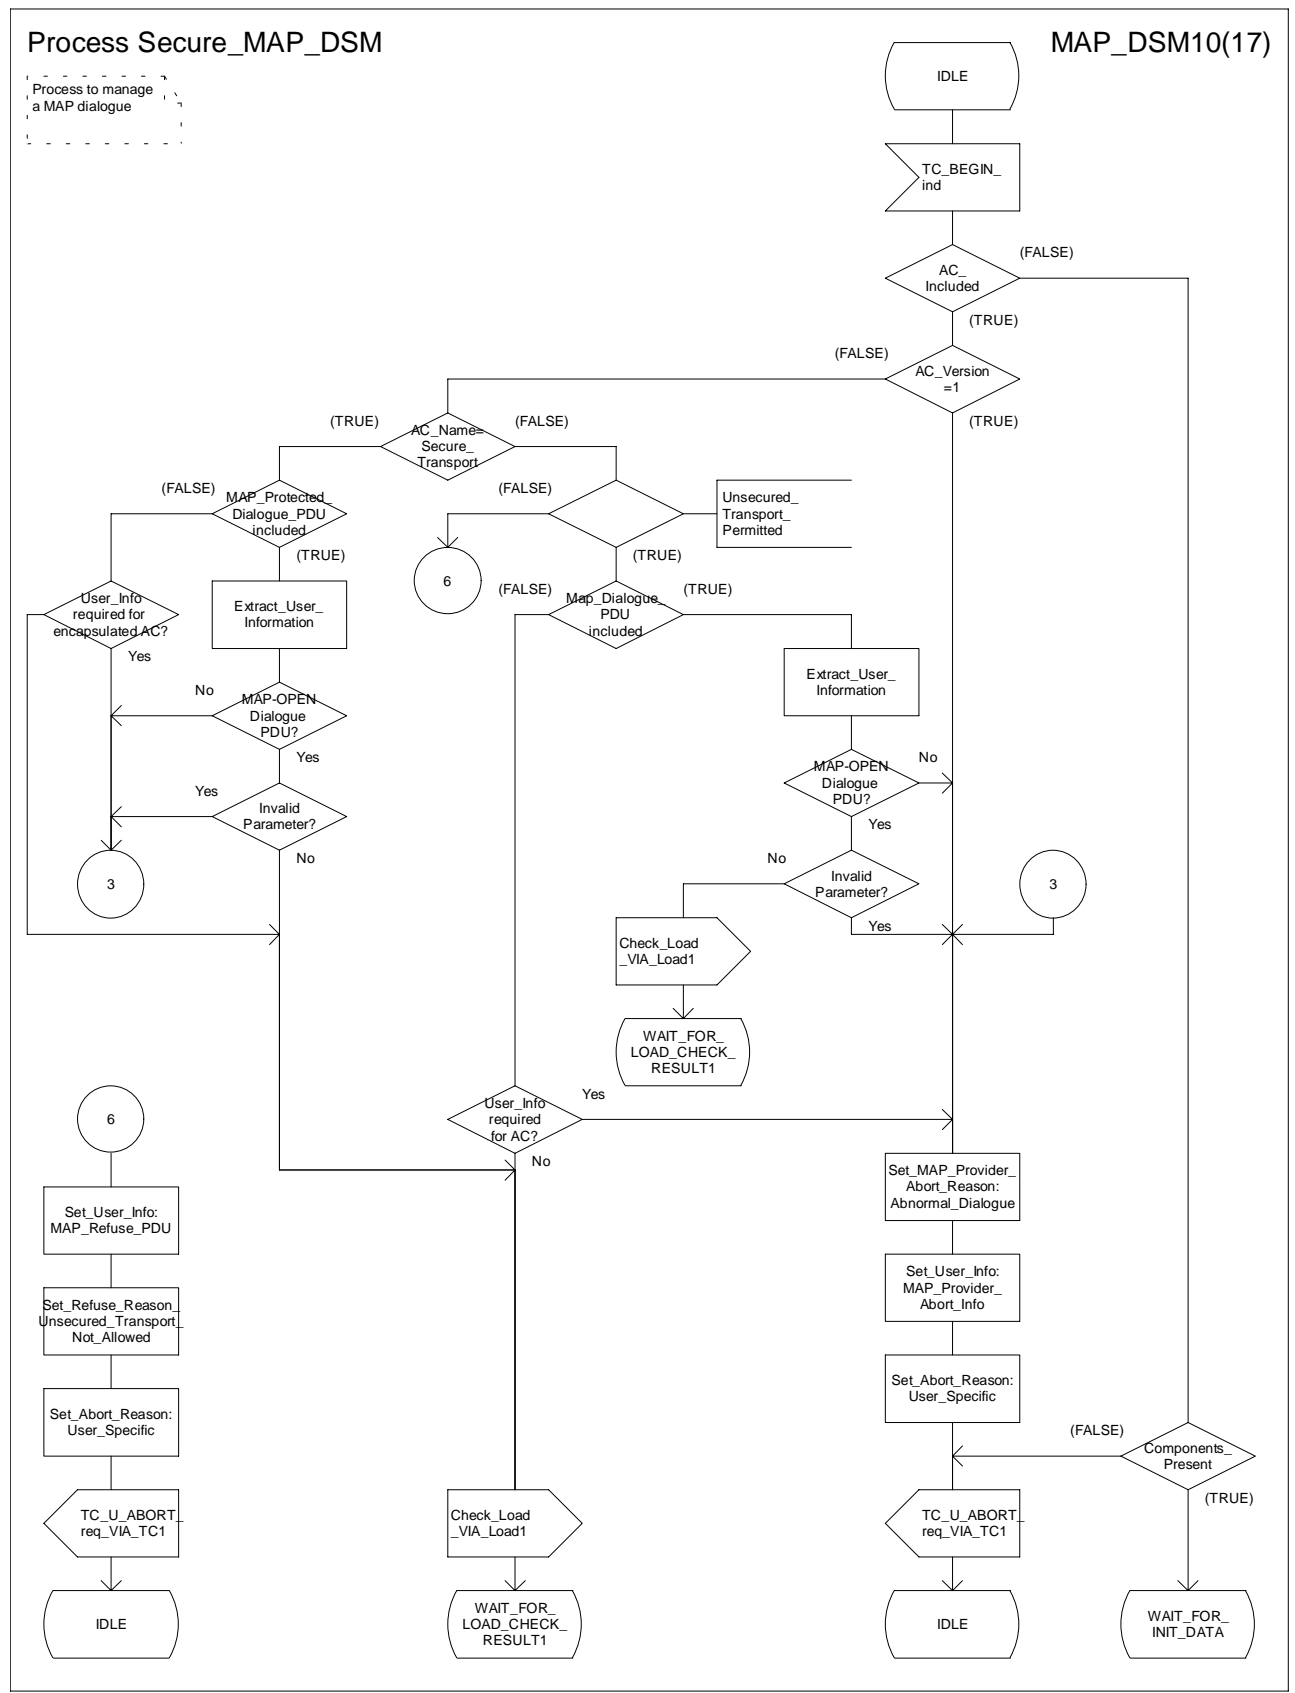 Process Secure_MAP_DSM
MAP_DSM10(17)
Process to manage
a MAP dialogue
IDLE
TC_BEGIN_
ind
(FALSE)
AC_
Included
(TRUE)
(FALSE)
AC_Version
=1
(TRUE)
(TRUE)
AC_Name=
Secure_
Transport
(FALSE)
(FALSE)
MAP_Protected_
Dialogue_PDU
included
(TRUE)
(FALSE)
Unsecured_
Transport_
Permitted
(TRUE)
6
User_Info
required for
encapsulated AC?
Yes
Extract_User_
Information
(FALSE)
Map_Dialogue_
PDU
included
(TRUE)
Extract_User_
Information
No
MAP-OPEN
Dialogue
PDU?
Yes
MAP-OPEN
Dialogue
PDU?
No
Yes
Yes
Invalid
Parameter?
No
3
No
Invalid
Parameter?
Yes
3
Check_Load
_VIA_Load1
WAIT_FOR_
LOAD_CHECK_
RESULT1
6
User_Info
required
for AC?
Yes
No
Set_User_Info:
MAP_Refuse_PDU
Set_MAP_Provider_
Abort_Reason:
Abnormal_Dialogue
Set_Refuse_Reason_
Unsecured_Transport_
Not_Allowed
Set_User_Info:
MAP_Provider_
Abort_Info
Set_Abort_Reason:
User_Specific
Set_Abort_Reason:
User_Specific
(FALSE)
Components_
Present
(TRUE)
TC_U_ABORT_
req_VIA_TC1
Check_Load
_VIA_Load1
TC_U_ABORT_
req_VIA_TC1
IDLE
WAIT_FOR_
LOAD_CHECK_
RESULT1
IDLE
WAIT_FOR_
INIT_DATA